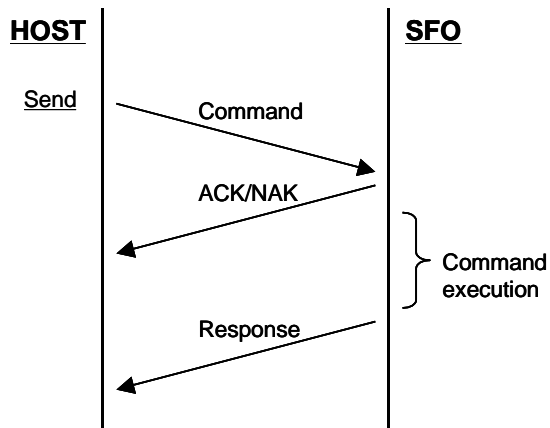 HOST
SFO
Send
Command
ACK/NAK
Command
execution
Response